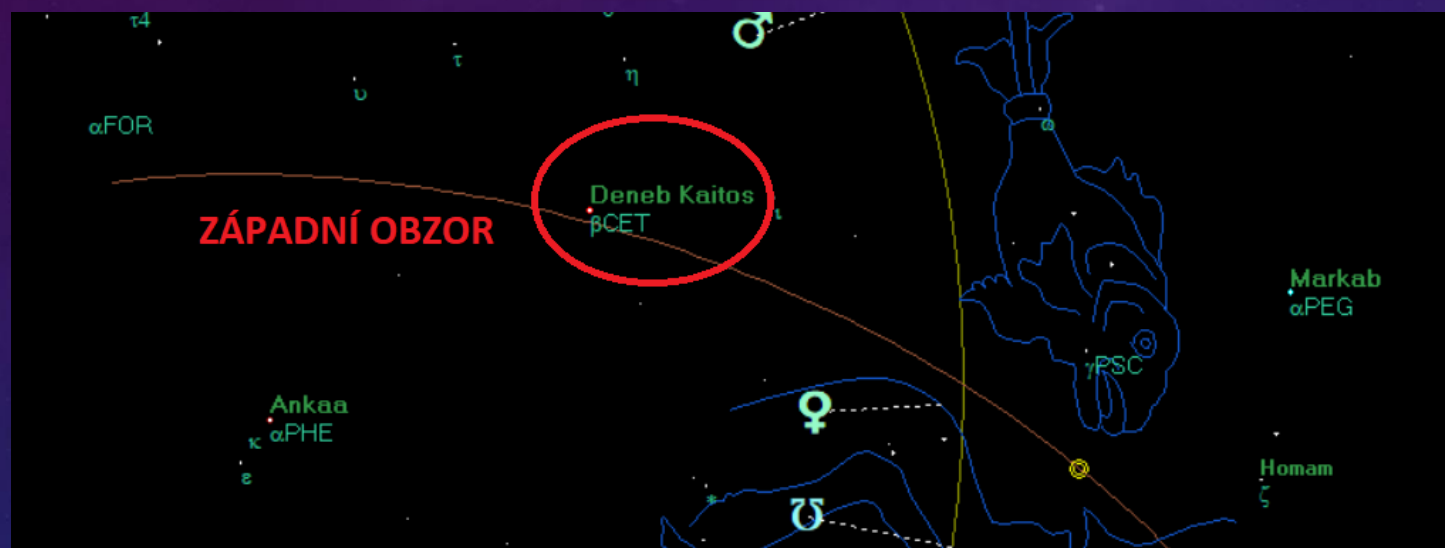 τ4
τ
η
υ
αFOR
ω
Deneb Kaitos
βCET
ι
ZÁPADNÍ OBZOR
Markab
αPEG
γPSC
Ankaa
αPHE
κ
ε
Homam
ζ
*